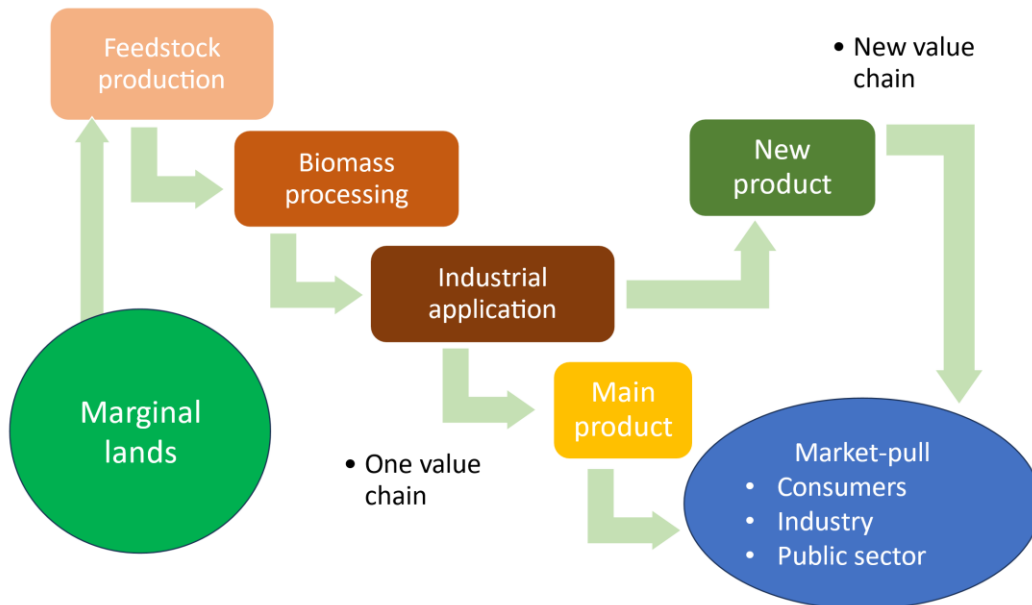 Feedstock
production
• New value
chain
Biomass
processing
New
product
Industrial
application
Marginal
lands
Main
product
• One value
chain
Market-pull
• Consumers
• Industry
• Public sector